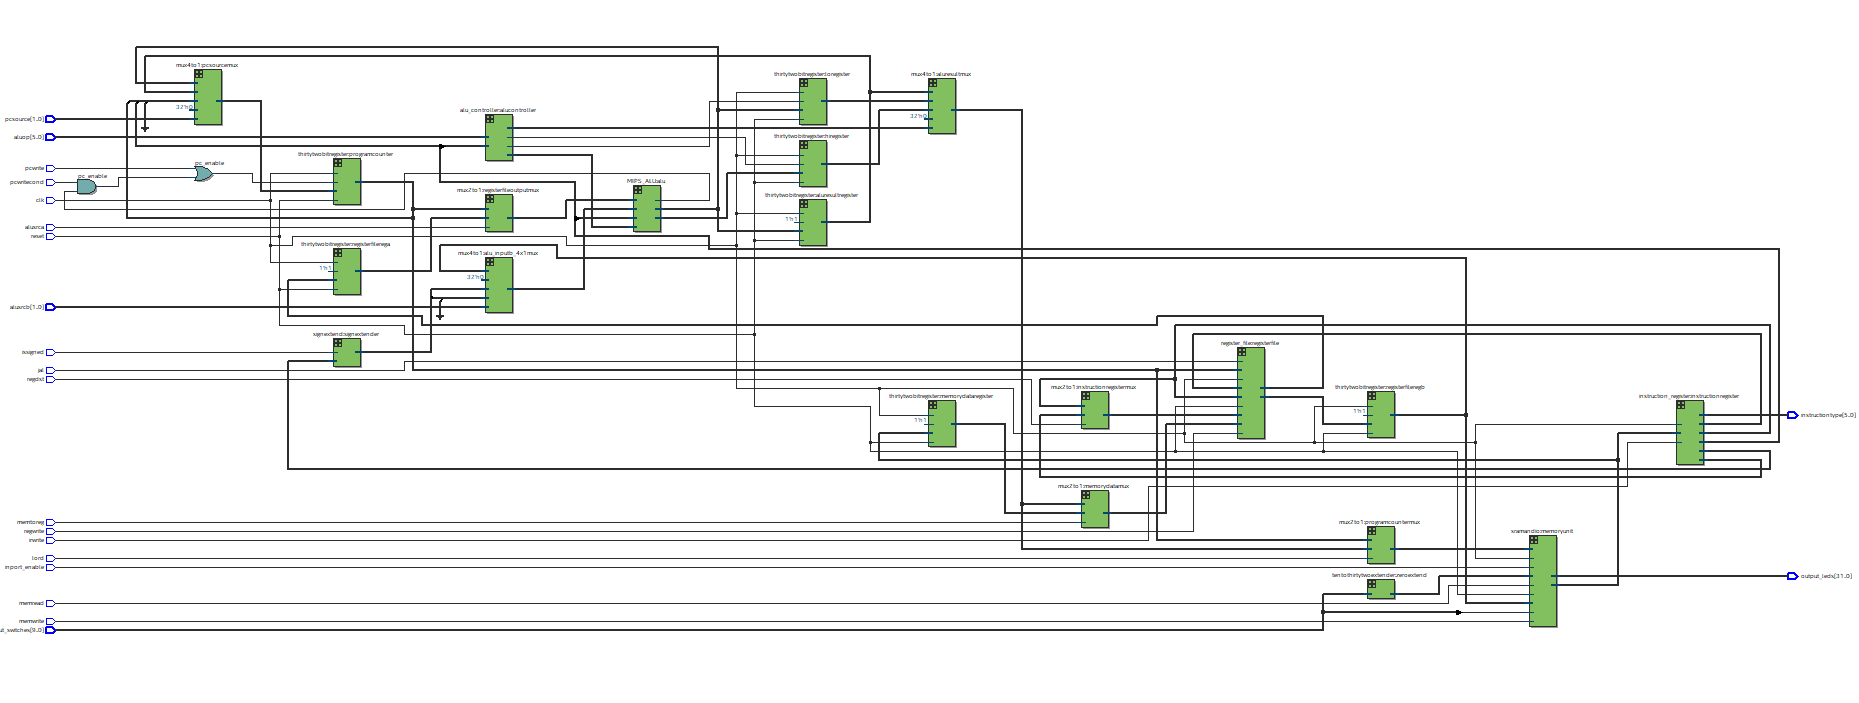 mux4to1:pcsourcemux
32'h0
pcsource[1:0]
aluop[5:0]
pcwrite
pcwritecond
clk
alusrca
reset
alusrcb[1:0]
issigned
jal
regdst
memtoreg
regwrite
irwrite
iord
inport_enable
memread
memwrite
ut_switches[9:0]
pc_enable
pc_enable
thirtytwobitregister:programcounter
thirtytwobitregister:registerfilerega
1'h1
signextend:signextender
alu_controller:alucontroller
mux2to1:registerfileoutputmux
mux4to1:alu_inputb_4x1mux
32'h0
MIPS_ALU:alu
thirtytwobitregister:loregister
thirtytwobitregister:hiregister
thirtytwobitregister:aluresultregister
1'h1
mux4to1:aluresultmux
32'h0
thirtytwobitregister:memorydataregister
1'h1
mux2to1:instructionregistermux
mux2to1:memorydatamux
register_file:registerfile
thirtytwobitregister:registerfileregb
1'h1
mux2to1:programcountermux
tentothirtytwoextender:zeroextend
sramandio:memoryunit
instruction_register:instructionregister
instructiontype[5:0]
output_leds[31:0]